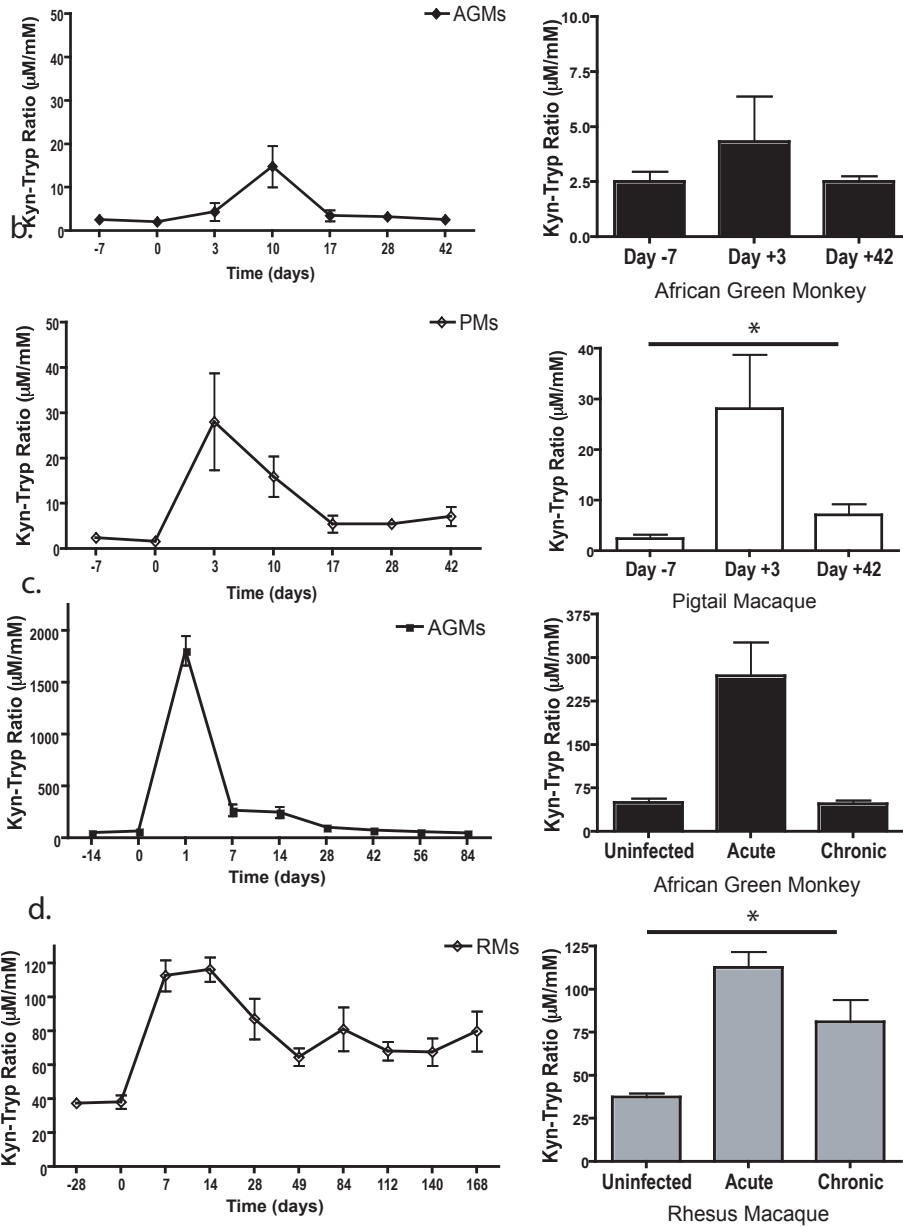 AGMs
Kyn-Tryp Ratio (µM/mM)
50
40
30
20
10
0
-7 0 3 10 17 28 42
Time (days)
Kyn-Tryp Ratio (µM/mM)
10.0
7.5
5.0
2.5
0.0
Day -7 Day +3 Day +42
African Green Monkey
b.
PMs
Kyn-Tryp Ratio (µM/mM)
50
40
30
20
10
0
-7 0 3 10 17 28 42
Time (days)
*
Kyn-Tryp Ratio (µM/mM)
40
30
20
10
0
Day -7 Day +3 Day +42
Pigtail Macaque
c.
AGMs
Kyn-Tryp Ratio (µM/mM)
2000
1500
1000
500
0
-14 0 1 7 14 28 42 56 84
Time (days)
Kyn-Tryp Ratio (µM/mM)
375
300
225
150
75
0
Uninfected Acute Chronic
African Green Monkey
d.
RMs
Kyn-Tryp Ratio (µM/mM)
120
100
80
60
40
20
0
-28 0 7 14 28 49 84 112 140 168
Time (days)
*
Kyn-Tryp Ratio (µM/mM)
125
100
75
50
25
0
Uninfected Acute Chronic
Rhesus Macaque